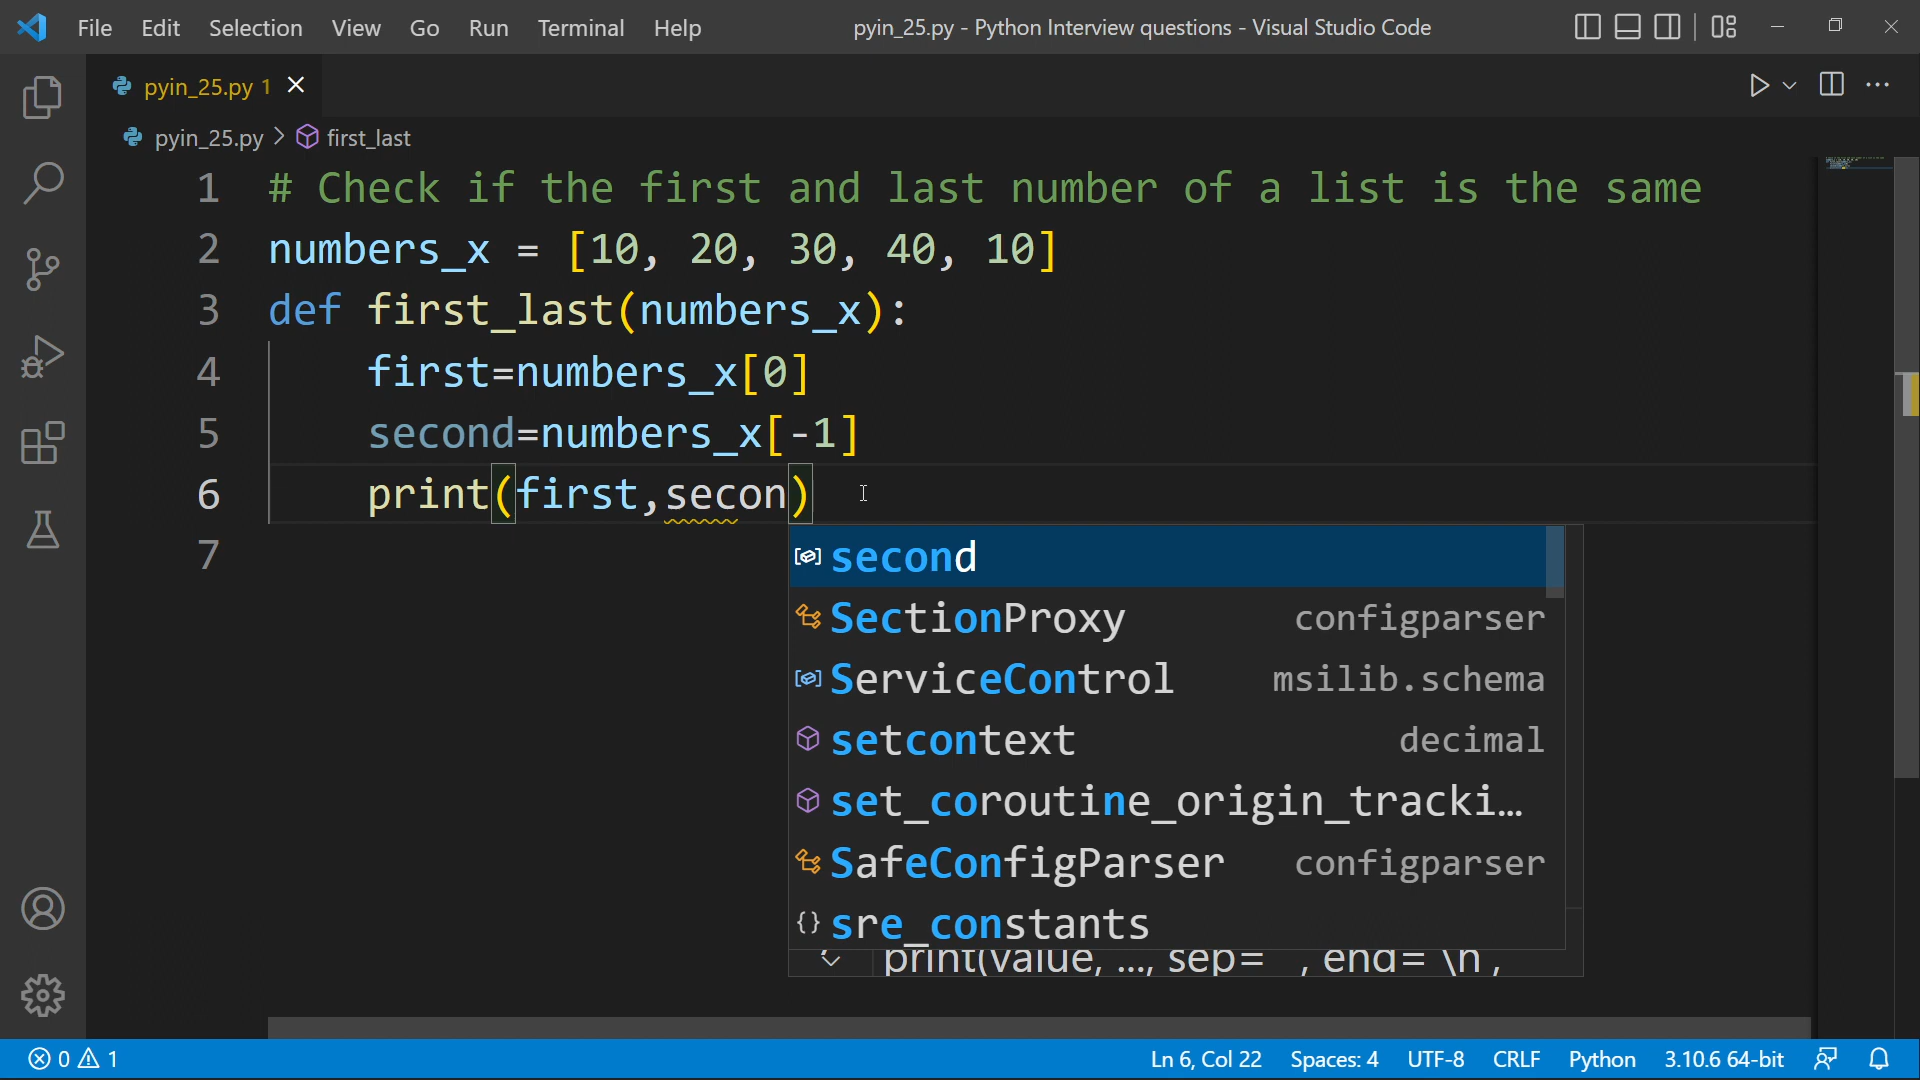 File Edit Selection View Go Run Terminal Help pyin_25.py - Python Interview questions - Visual Studio Code
pyin_25.py 1
pyin_25.py > first_last
1 # Check if the first and last number of a list is the same
2 numbers_x = [10, 20, 30, 40, 10]
3 def first_last(numbers_x):
4 first=numbers_x[0]
5 second=numbers_x[-1]
6 print(first,secon)
7
second
SectionProxy configparser
ServiceControl msilib.schema
setcontext decimal
set_coroutine_origin_tracki…
SafeConfigParser configparser
sre_constants
print(value, ..., sep= , end= \n ,
0 1 Ln 6, Col 22 Spaces: 4 UTF-8 CRLF Python 3.10.6 64-bit